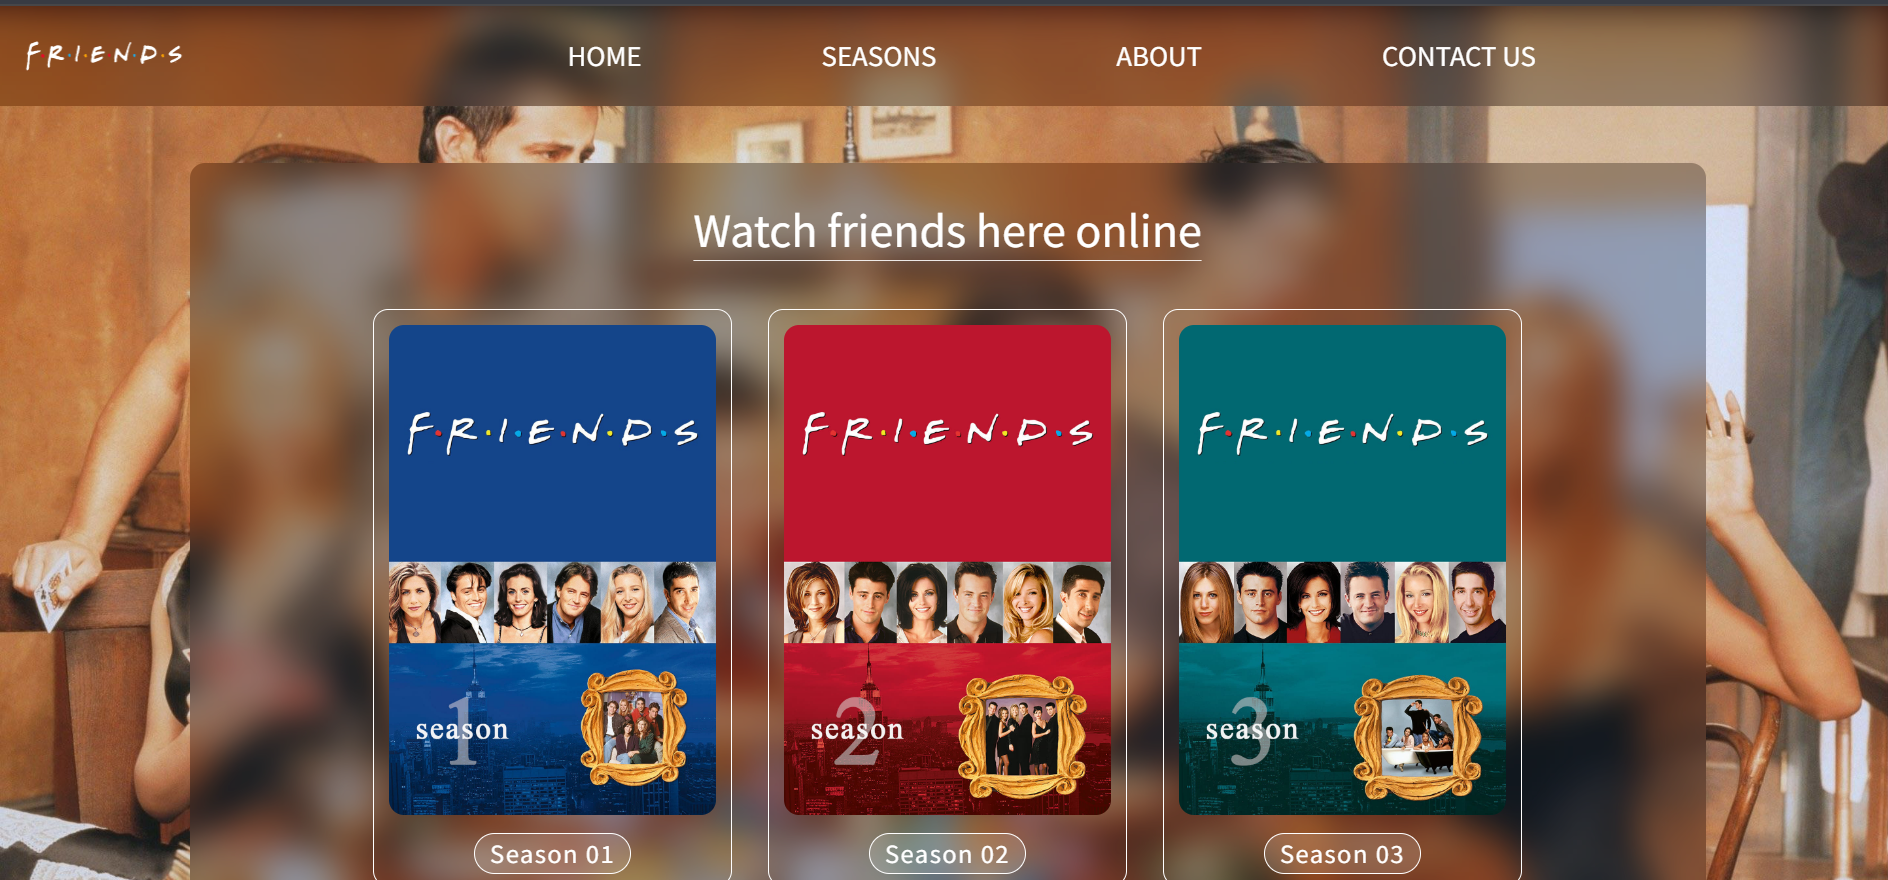 F·R·I·E·N·D·S
HOME SEASONS ABOUT CONTACT US
Watch friends here online
F·R·I·E·N·D·S
season 1
Season 01
F·R·I·E·N·D·S
season 2
Season 02
F·R·I·E·N·D·S
season 3
Season 03